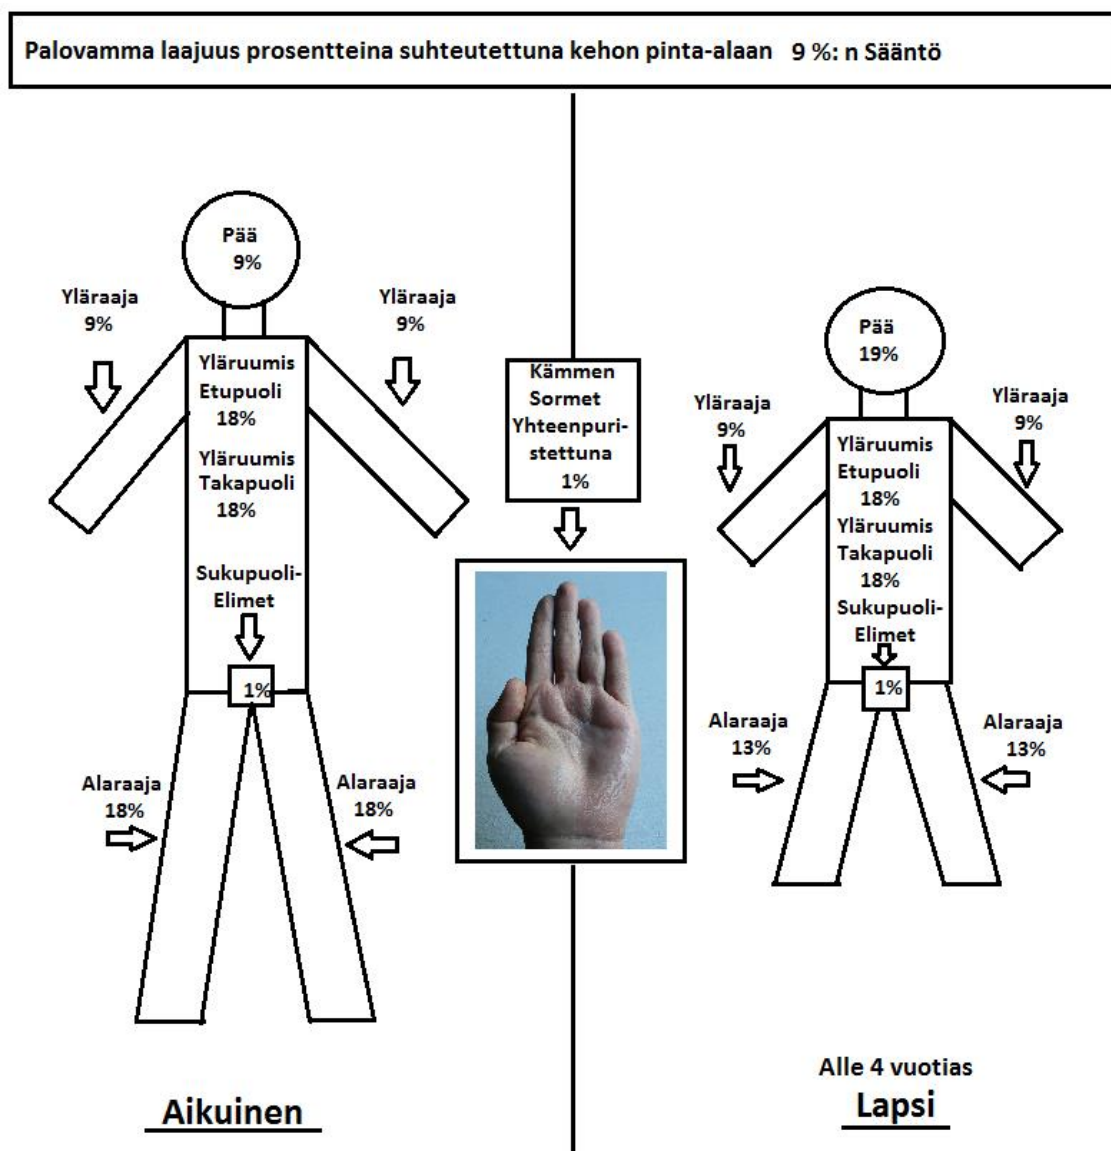 Palovamma laajuus prosentteina suhteutettuna kehon pinta-alaan 9 %: n Sääntö
Pää
9%
Yläraaja
9%
Yläraaja
9%
Yläruumis
Etupuoli
18%
Yläruumis
Takapuoli
18%
Sukupuoli-
Elimet
1%
Alaraaja
18%
Alaraaja
18%
Aikuinen
Kämmen
Sormet
Yhteenpuri-
stettuna
1%
Pää
19%
Yläraaja
9%
Yläraaja
9%
Yläruumis
Etupuoli
18%
Yläruumis
Takapuoli
18%
Sukupuoli-
Elimet
1%
Alaraaja
13%
Alaraaja
13%
Alle 4 vuotias
Lapsi